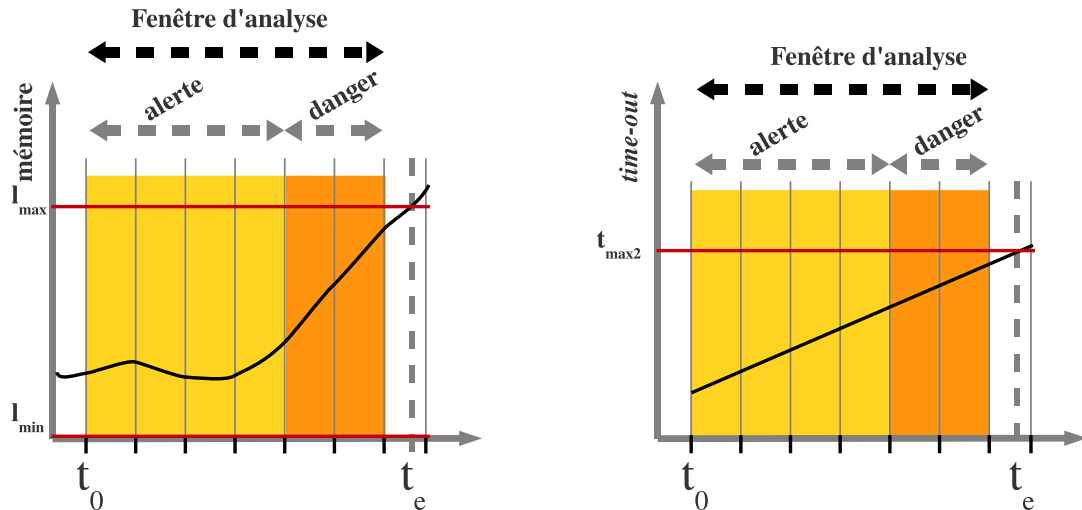 Fenêtre d'analyse
alerte
danger
mémoire
l max
l min
t 0
t e
Fenêtre d'analyse
alerte
danger
time-out
t max2
t 0
t e